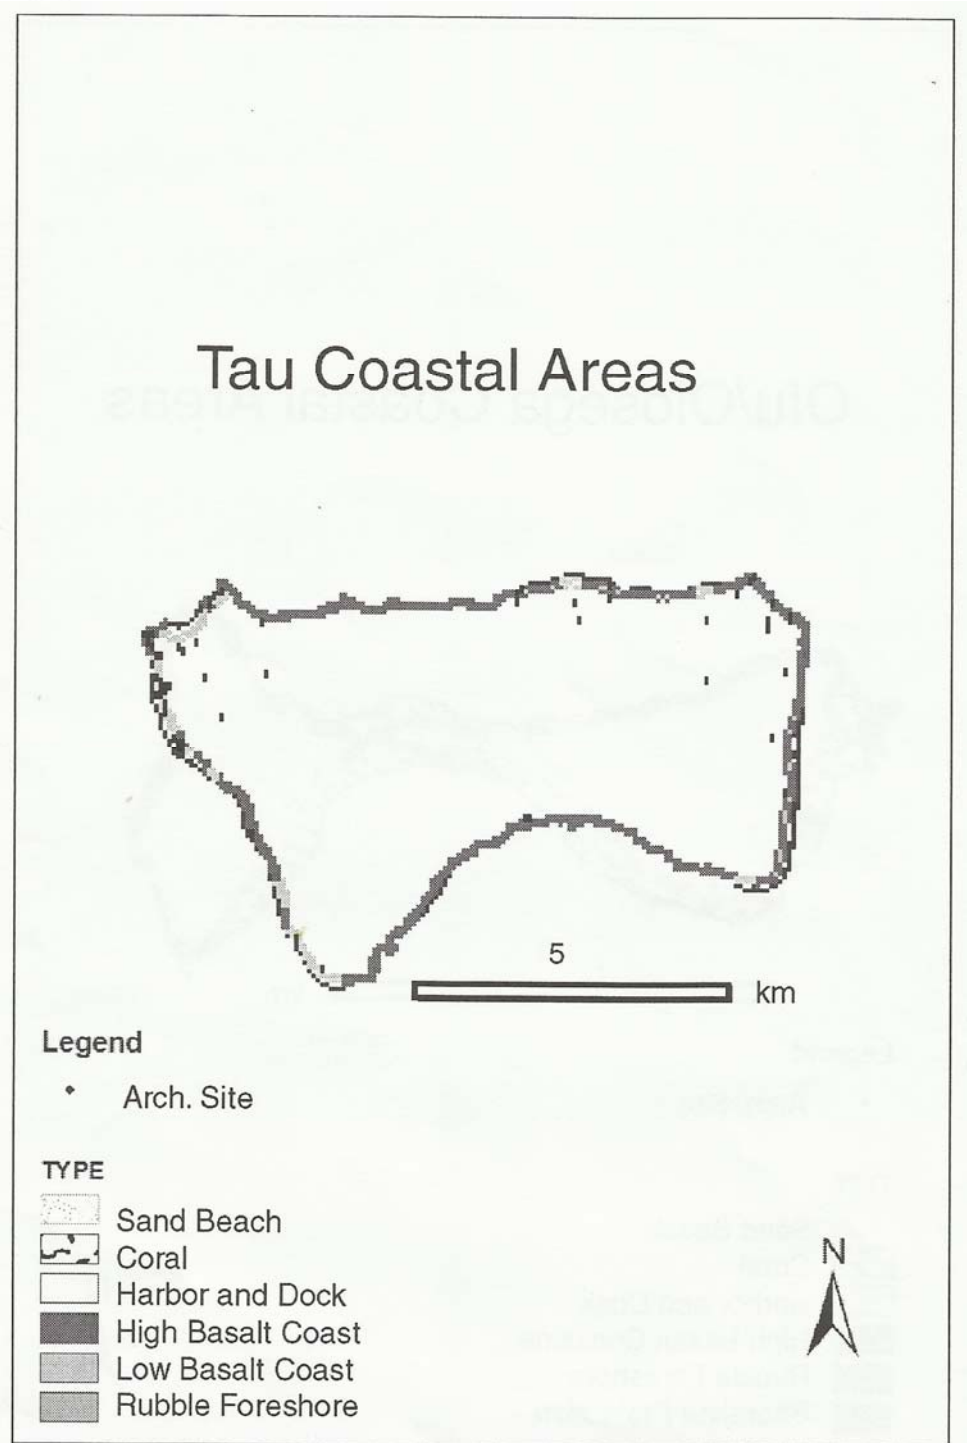 Tau Coastal Areas
5
km
Legend
Arch. Site
TYPE
Sand Beach
Coral
Harbor and Dock
High Basalt Coast
Low Basalt Coast
Rubble Foreshore
N